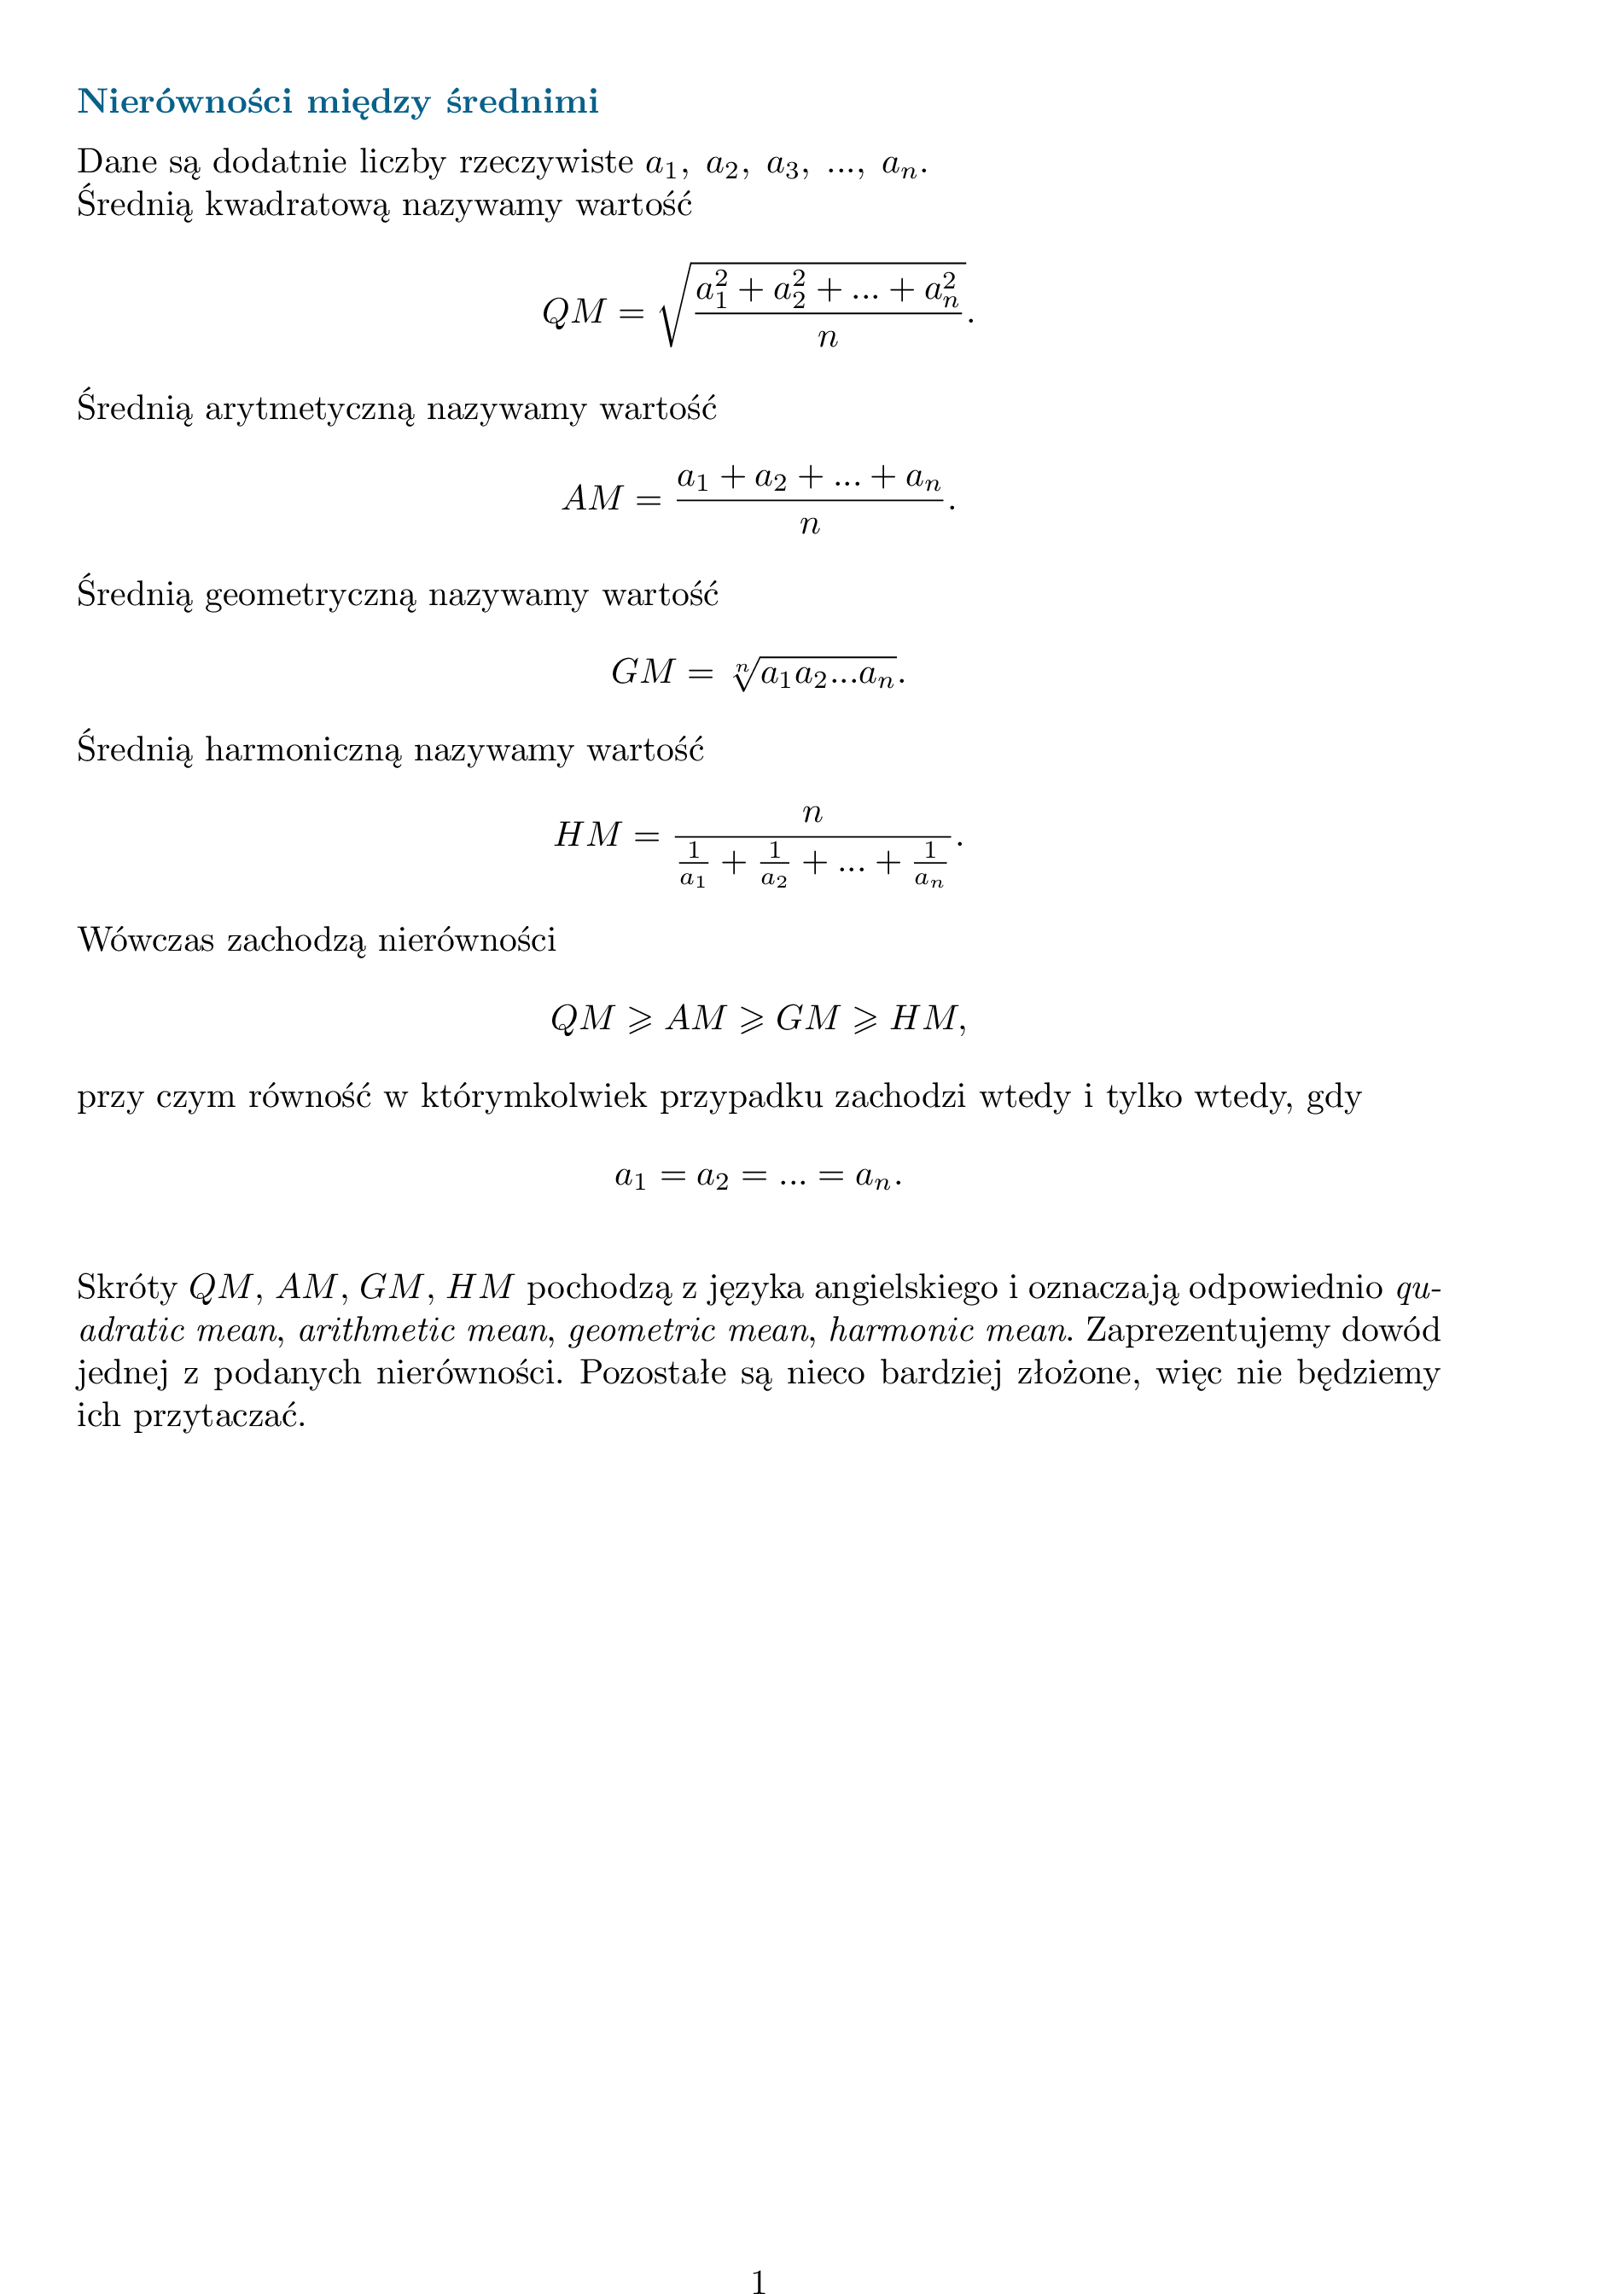 Nierówności między średnimi
Dane są dodatnie liczby rzeczywiste $a_1,\ a_2,\ a_3,\ ...,\ a_n$.
Średnią kwadratową nazywamy wartość
$QM = \sqrt{\frac{a_1^2 + a_2^2 + ... + a_n^2}{n}}.$
Średnią arytmetyczną nazywamy wartość
$AM = \frac{a_1 + a_2 + ... + a_n}{n}.$
Średnią geometryczną nazywamy wartość
$GM = \sqrt[n]{a_1a_2...a_n}.$
Średnią harmoniczną nazywamy wartość
$HM = \frac{n}{\frac{1}{a_1} + \frac{1}{a_2} + ... + \frac{1}{a_n}}.$
Wówczas zachodzą nierówności
$QM \geqslant AM \geqslant GM \geqslant HM,$
przy czym równość w którymkolwiek przypadku zachodzi wtedy i tylko wtedy, gdy
$a_1 = a_2 = ... = a_n.$
Skróty $QM$, $AM$, $GM$, $HM$ pochodzą z języka angielskiego i oznaczają odpowiednio qu-
adratic mean, arithmetic mean, geometric mean, harmonic mean. Zaprezentujemy dowód
jednej z podanych nierówności. Pozostałe są nieco bardziej złożone, więc nie będziemy
ich przytaczać.
1